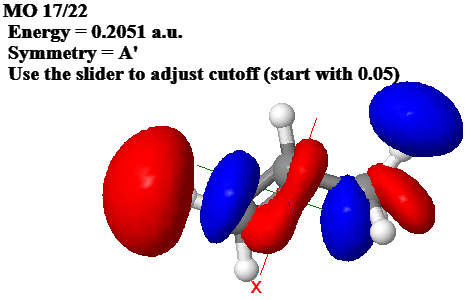 MO 17/22
Energy = 0.2051 a.u.
Symmetry = A'
Use the slider to adjust cutoff (start with 0.05)
X